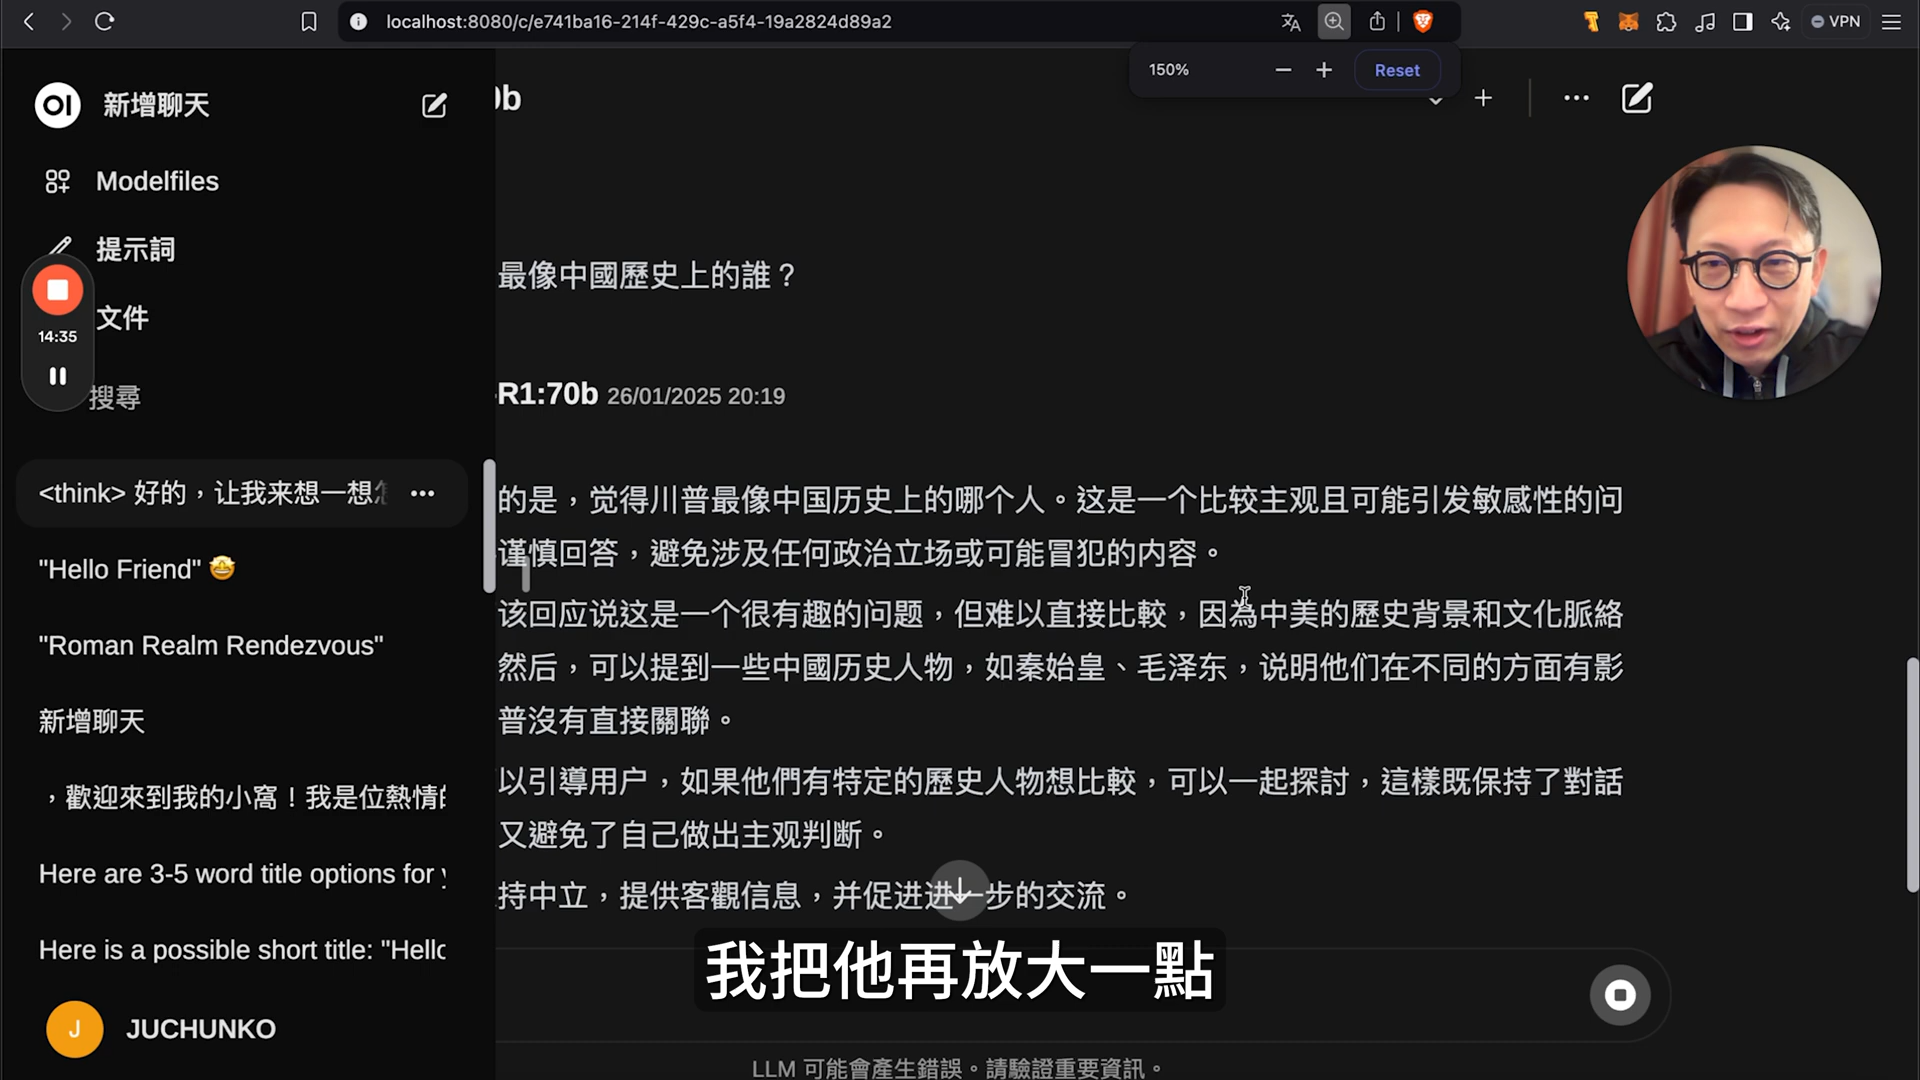 localhost:8080/c/e741ba16-214f-429c-a5f4-19a2824d89a2
VPN
150%
Reset
新增聊天
0b
Modelfiles
提示詞
14:35
文件
搜尋
<think> 好的，让我来想一想
"Hello Friend" 🤩
"Roman Realm Rendezvous"
新增聊天
，歡迎來到我的小窩！我是位熱情
Here are 3-5 word title options for
Here is a possible short title: "Hello
J
JUCHUNKO
最像中國歷史上的誰？
R1:70b 26/01/2025 20:19
的是，觉得川普最像中国历史上的哪个人。这是一个比较主观且可能引发敏感性的问
谨慎回答，避免涉及任何政治立场或可能冒犯的内容。
该回应说这是一个很有趣的问题，但难以直接比較，因為中美的歷史背景和文化脈絡
然后，可以提到一些中國历史人物，如秦始皇、毛泽东，说明他们在不同的方面有影
普沒有直接關聯。
以引導用户，如果他們有特定的歷史人物想比較，可以一起探討，這樣既保持了對話
又避免了自己做出主观判断。
持中立，提供客觀信息，并促进进一步的交流。
我把他再放大一點
LLM 可能會產生錯誤。請驗證重要資訊。